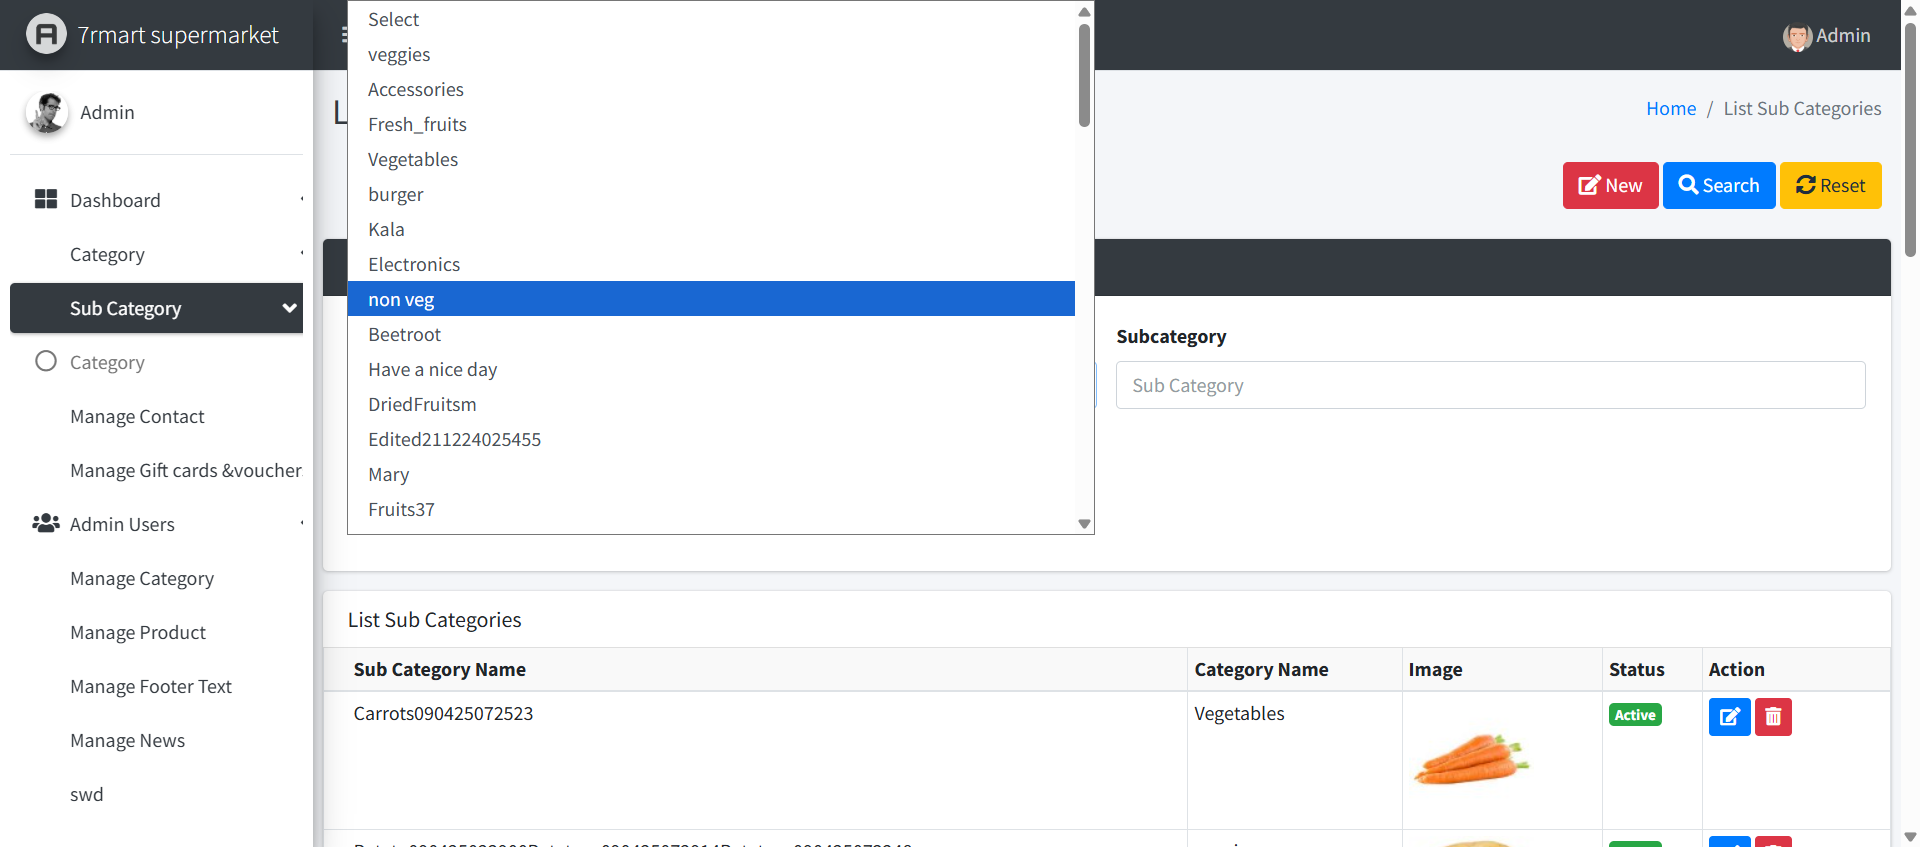 7rmart supermarket
Admin
Admin
Dashboard
Category
Sub Category
Category
Manage Contact
Manage Gift cards &voucher
Admin Users
Manage Category
Manage Product
Manage Footer Text
Manage News
swd
Select
veggies
Accessories
Fresh_fruits
Vegetables
burger
Kala
Electronics
non veg
Beetroot
Have a nice day
DriedFruitsm
Edited211224025455
Mary
Fruits37
L
Home / List Sub Categories
New Search Reset
Subcategory
Sub Category
List Sub Categories
Sub Category Name Category Name Image Status Action
Carrots090425072523 Vegetables Active